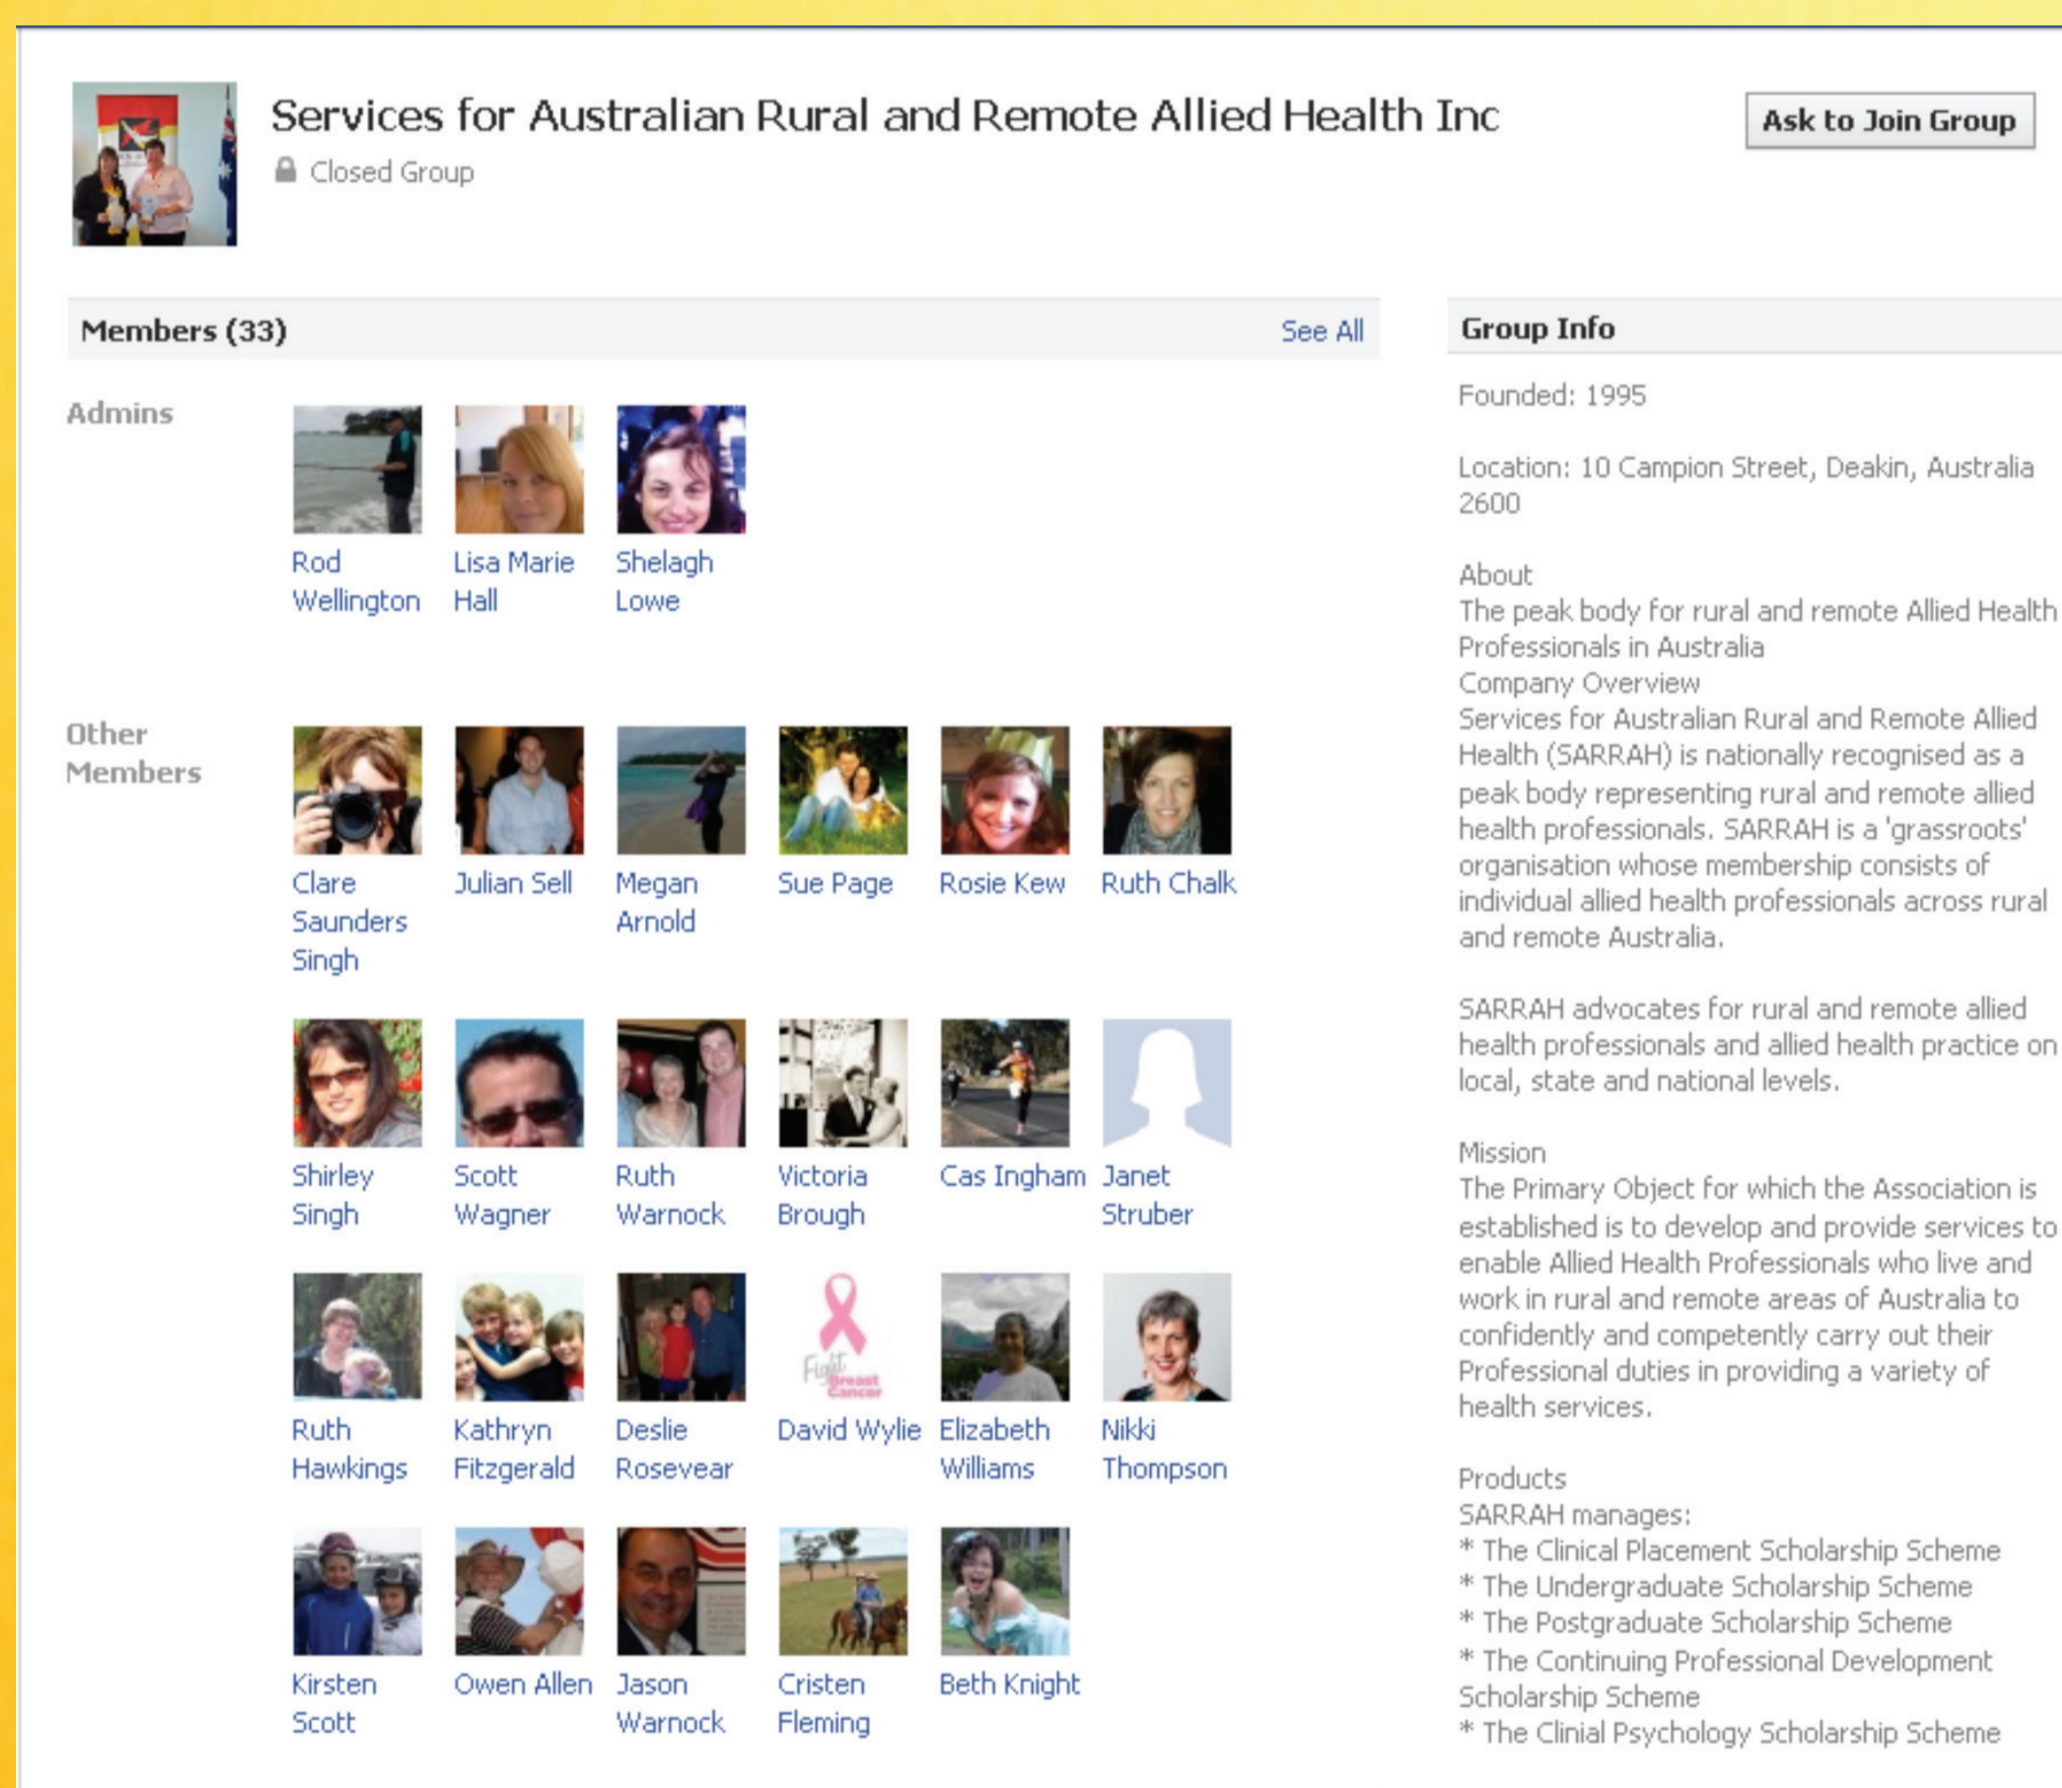 Services for Australian Rural and Remote Allied Health Inc
Closed Group
Ask to Join Group
Members (33)
See All
Admins
Rod
Wellington
Lisa Marie
Hall
Shelagh
Lowe
Other
Members
Clare
Saunders
Singh
Julian Sell
Megan
Arnold
Sue Page
Rosie Kew
Ruth Chalk
Shirley
Singh
Scott
Wagner
Ruth
Warnock
Victoria
Brough
Cas Ingham
Janet
Struber
Ruth
Hawkings
Kathryn
Fitzgerald
Deslie
Rosevear
Fight
Breast
Cancer
David Wylie
Elizabeth
Williams
Nikki
Thompson
Kirsten
Scott
Owen Allen
Jason
Warnock
Cristen
Fleming
Beth Knight
Group Info
Founded: 1995
Location: 10 Campion Street, Deakin, Australia
2600
About
The peak body for rural and remote Allied Health
Professionals in Australia
Company Overview
Services for Australian Rural and Remote Allied
Health (SARRAH) is nationally recognised as a
peak body representing rural and remote allied
health professionals. SARRAH is a 'grassroots'
organisation whose membership consists of
individual allied health professionals across rural
and remote Australia.
SARRAH advocates for rural and remote allied
health professionals and allied health practice on
local, state and national levels.
Mission
The Primary Object for which the Association is
established is to develop and provide services to
enable Allied Health Professionals who live and
work in rural and remote areas of Australia to
confidently and competently carry out their
Professional duties in providing a variety of
health services.
Products
SARRAH manages:
* The Clinical Placement Scholarship Scheme
* The Undergraduate Scholarship Scheme
* The Postgraduate Scholarship Scheme
* The Continuing Professional Development
Scholarship Scheme
* The Clinial Psychology Scholarship Scheme